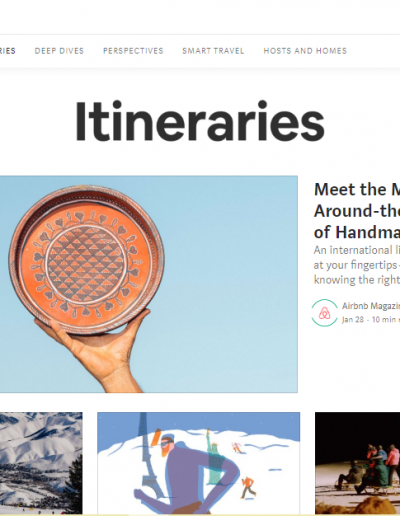 RIES DEEP DIVES PERSPECTIVES SMART TRAVEL HOSTS AND HOMES
Itineraries
Meet the M
Around-the
of Handma
An international li
at your fingertips
knowing the right
Airbnb Magazin
Jan 28 · 10 min r